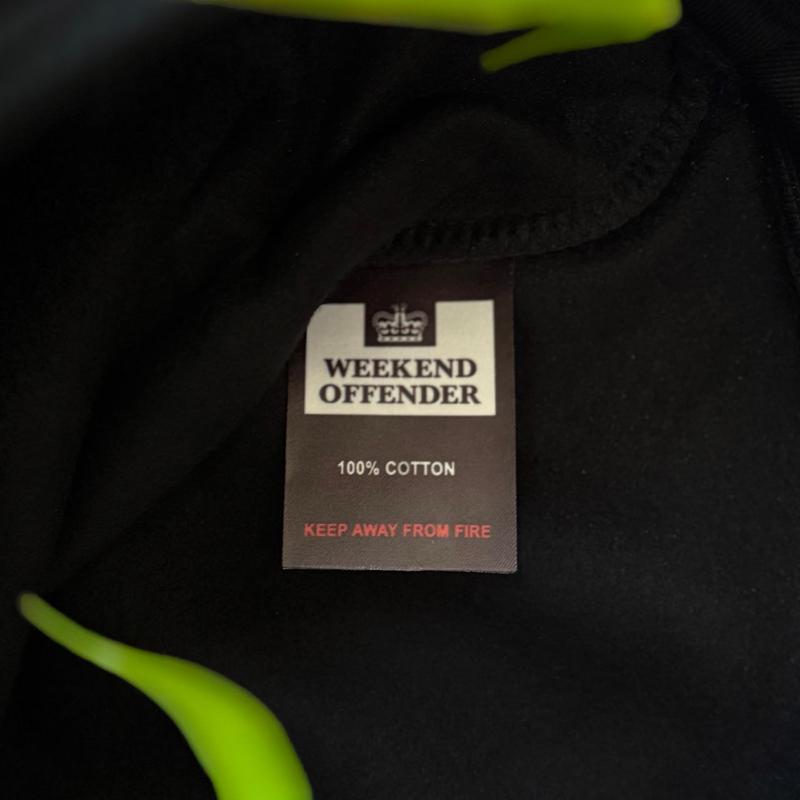 WEEKEND
OFFENDER
100% COTTON
KEEP AWAY FROM FIRE